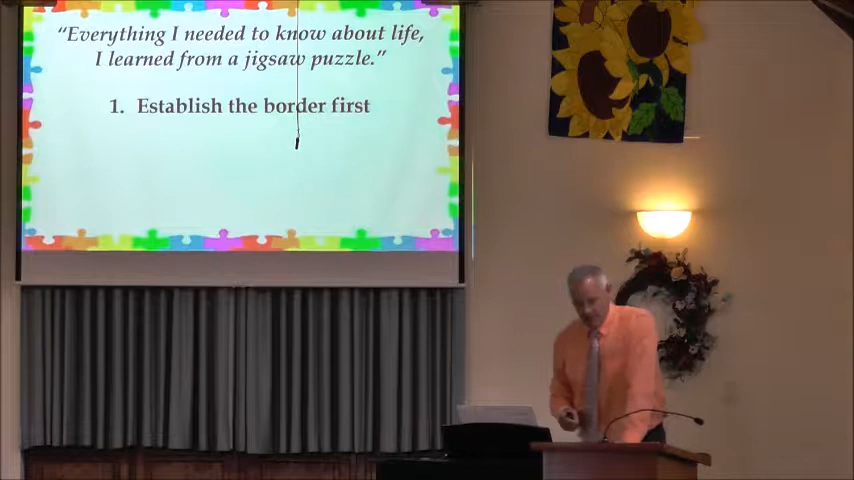 “Everything I needed to know about life,
I learned from a jigsaw puzzle.”
1. Establish the border first